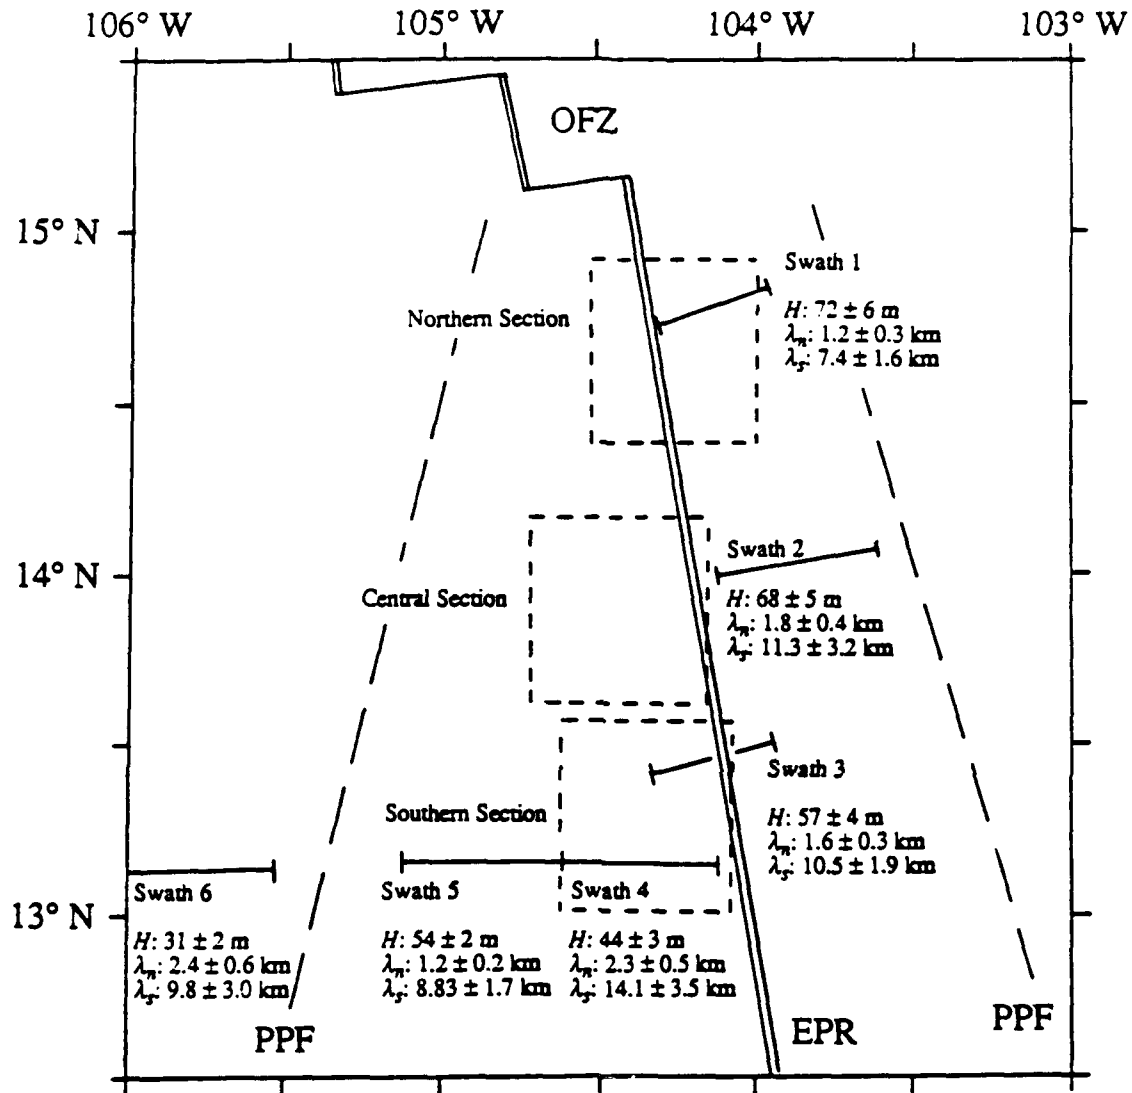 106° W
105° W
104° W
103° W
OFZ
15° N
Swath 1
H: 72 ± 6 m
λn: 1.2 ± 0.3 km
λs: 7.4 ± 1.6 km
Northern Section
14° N
Swath 2
H: 68 ± 5 m
λn: 1.8 ± 0.4 km
λs: 11.3 ± 3.2 km
Central Section
Swath 3
H: 57 ± 4 m
λn: 1.6 ± 0.3 km
λs: 10.5 ± 1.9 km
Southern Section
13° N
Swath 6
H: 31 ± 2 m
λn: 2.4 ± 0.6 km
λs: 9.8 ± 3.0 km
Swath 5
H: 54 ± 2 m
λn: 1.2 ± 0.2 km
λs: 8.83 ± 1.7 km
Swath 4
H: 44 ± 3 m
λn: 2.3 ± 0.5 km
λs: 14.1 ± 3.5 km
PPF
EPR
PPF